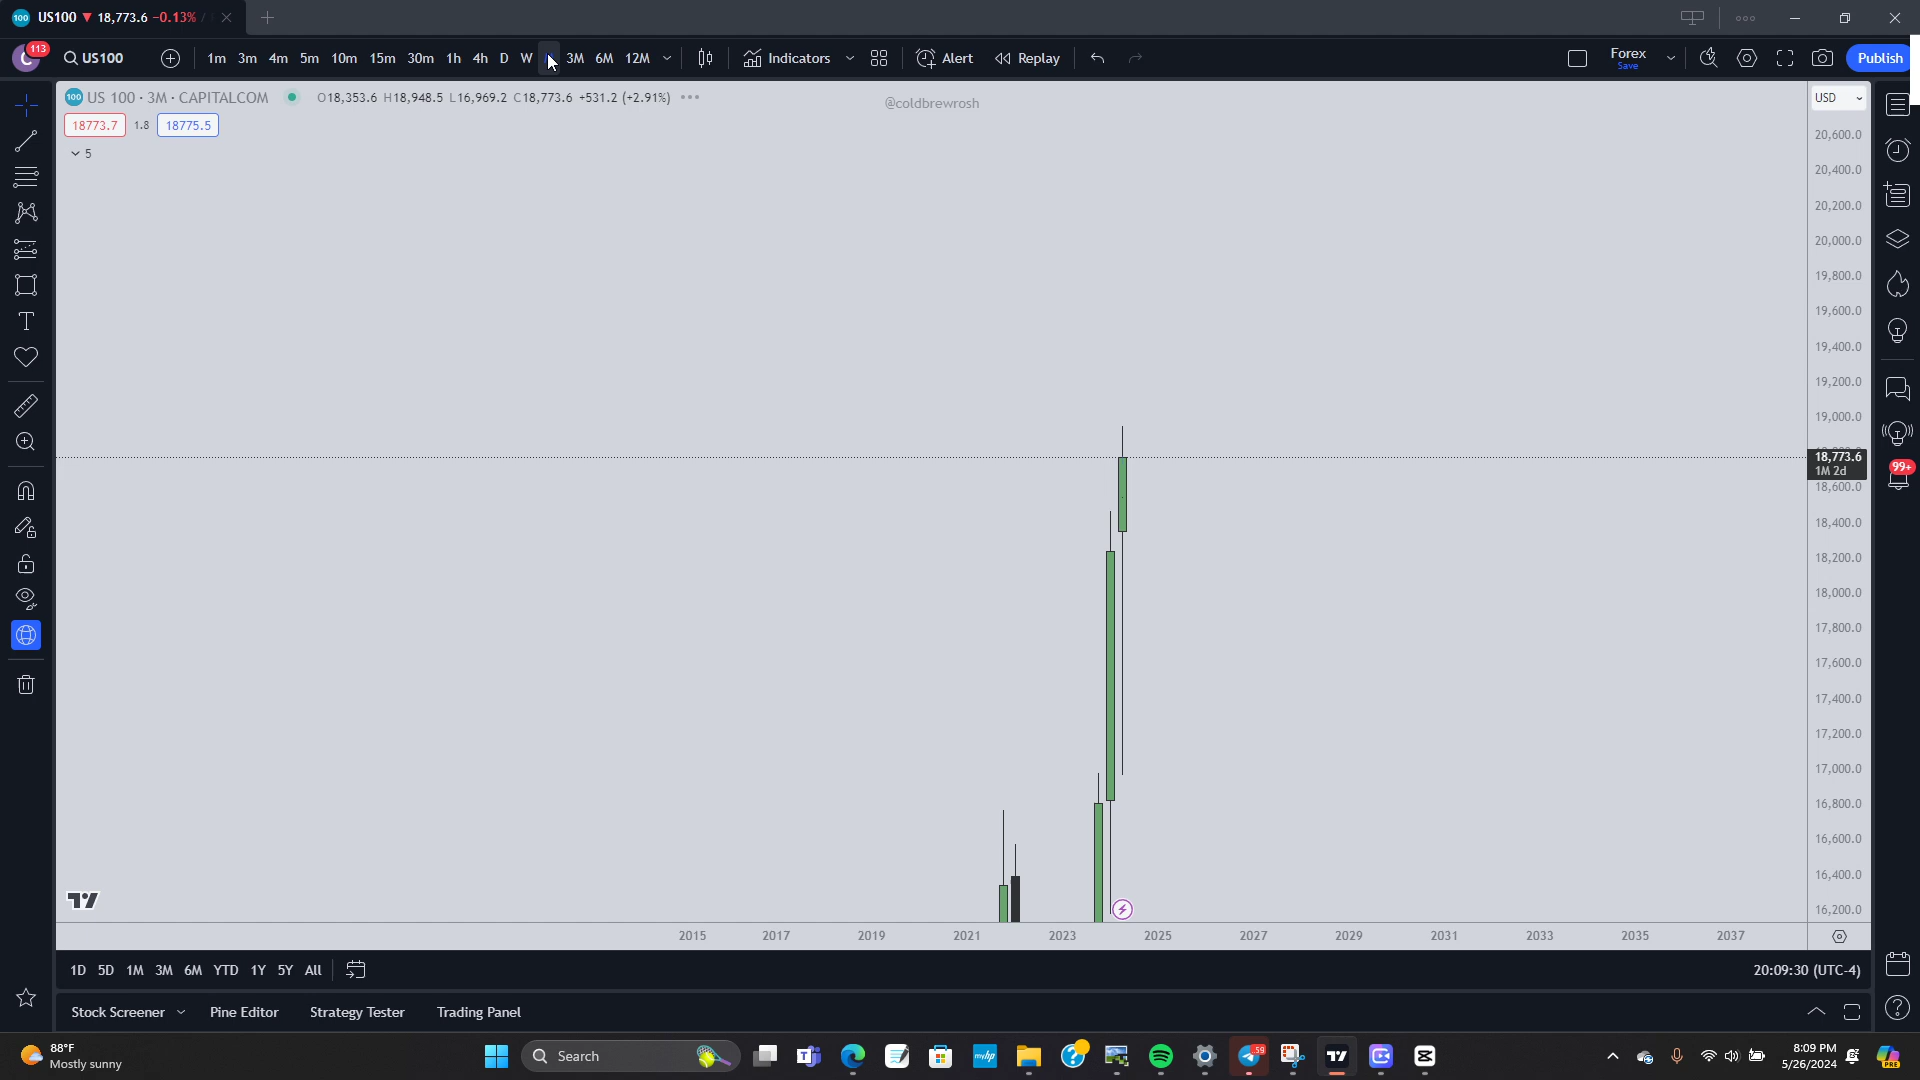 100 US100 ▼ 18,773.6 −0.13% /
C 113 US100 1m 3m 4m 5m 10m 15m 30m 1h 4h D W M 3M 6M 12M Indicators Alert Replay Forex Save Publish
100 US 100 · 3M · CAPITALCOM O18,353.6 H18,948.5 L16,969.2 C18,773.6 +531.2 (+2.91%)
@coldbrewrosh
USD
18773.7 1.8 18775.5
5
20,600.0
20,400.0
20,200.0
20,000.0
19,800.0
19,600.0
19,400.0
19,200.0
19,000.0
18,773.6
1M 2d
99+
18,600.0
18,400.0
18,200.0
18,000.0
17,800.0
17,600.0
17,400.0
17,200.0
17,000.0
16,800.0
16,600.0
16,400.0
16,200.0
2015 2017 2019 2021 2023 2025 2027 2029 2031 2033 2035 2037
1D 5D 1M 3M 6M YTD 1Y 5Y All 20:09:30 (UTC-4)
Stock Screener Pine Editor Strategy Tester Trading Panel
88°F
Mostly sunny
Search
myhp
59
8:09 PM
5/26/2024
PRE